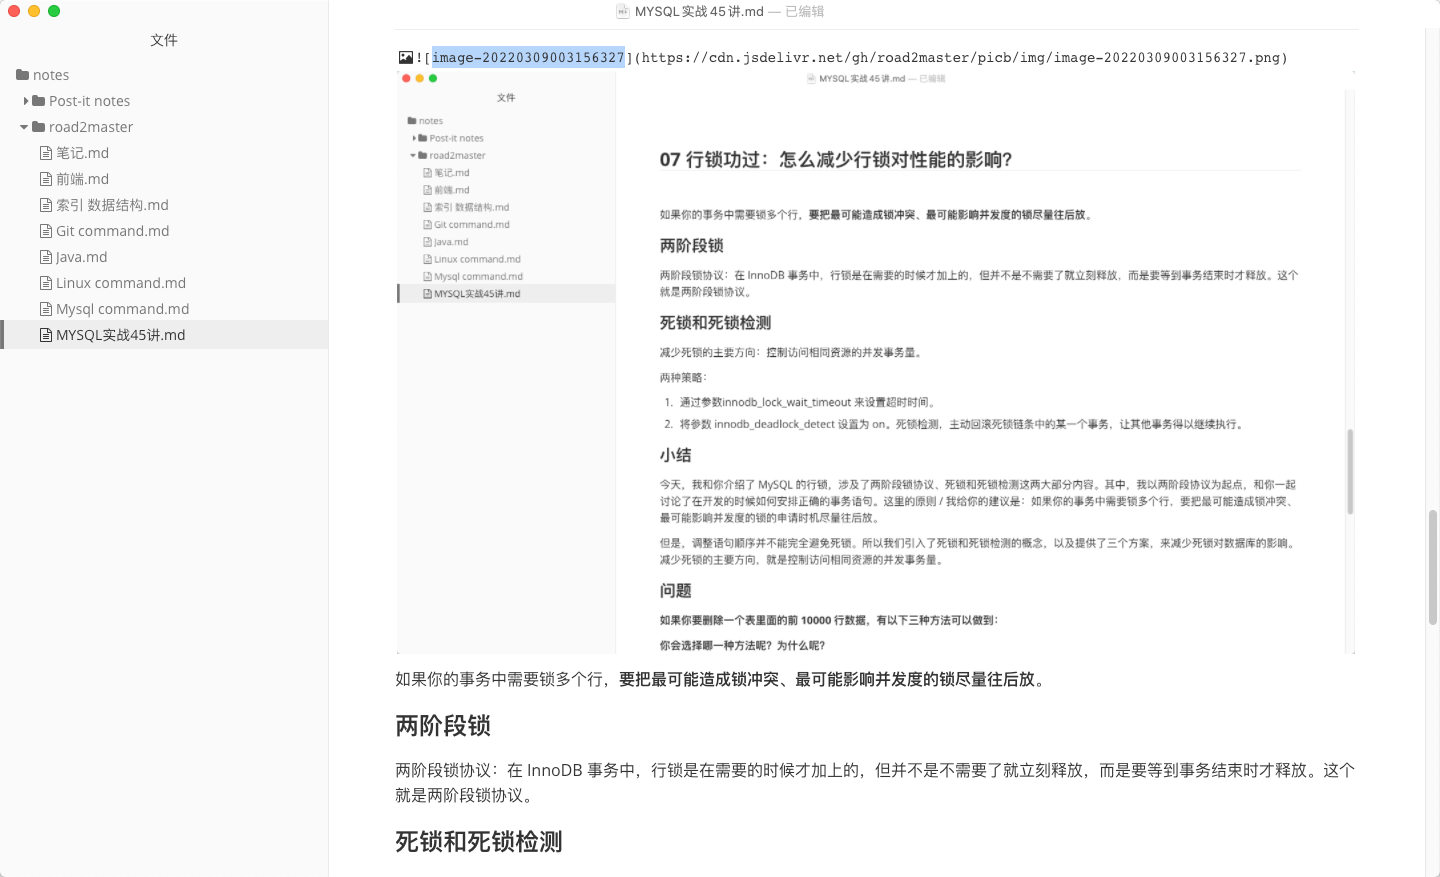 MYSQL实战45讲.md — 已编辑
文件
notes
Post-it notes
road2master
笔记.md
前端.md
索引 数据结构.md
Git command.md
Java.md
Linux command.md
Mysql command.md
MYSQL实战45讲.md
![image-20220309003156327](https://cdn.jsdelivr.net/gh/road2master/picb/img/image-20220309003156327.png)
MYSQL实战45讲.md — 已编辑
文件
notes
Post-it notes
road2master
笔记.md
前端.md
索引 数据结构.md
Git command.md
Java.md
Linux command.md
Mysql command.md
MYSQL实战45讲.md
07 行锁功过：怎么减少行锁对性能的影响？
如果你的事务中需要锁多个行，要把最可能造成锁冲突、最可能影响并发度的锁尽量往后放。
两阶段锁
两阶段锁协议：在 InnoDB 事务中，行锁是在需要的时候才加上的，但并不是不需要了就立刻释放，而是要等到事务结束时才释放。这个
就是两阶段锁协议。
死锁和死锁检测
减少死锁的主要方向：控制访问相同资源的并发事务量。
两种策略：
1. 通过参数innodb_lock_wait_timeout 来设置超时时间。
2. 将参数 innodb_deadlock_detect 设置为 on。死锁检测，主动回滚死锁链条中的某一个事务，让其他事务得以继续执行。
小结
今天，我和你介绍了 MySQL 的行锁，涉及了两阶段锁协议、死锁和死锁检测这两大部分内容。其中，我以两阶段协议为起点，和你一起
讨论了在开发的时候如何安排正确的事务语句。这里的原则 / 我给你的建议是：如果你的事务中需要锁多个行，要把最可能造成锁冲突、
最可能影响并发度的锁的申请时机尽量往后放。
但是，调整语句顺序并不能完全避免死锁。所以我们引入了死锁和死锁检测的概念，以及提供了三个方案，来减少死锁对数据库的影响。
减少死锁的主要方向，就是控制访问相同资源的并发事务量。
问题
如果你要删除一个表里面的前 10000 行数据，有以下三种方法可以做到：
你会选择哪一种方法呢？为什么呢？
如果你的事务中需要锁多个行，要把最可能造成锁冲突、最可能影响并发度的锁尽量往后放。
两阶段锁
两阶段锁协议：在 InnoDB 事务中，行锁是在需要的时候才加上的，但并不是不需要了就立刻释放，而是要等到事务结束时才释放。这个
就是两阶段锁协议。
死锁和死锁检测